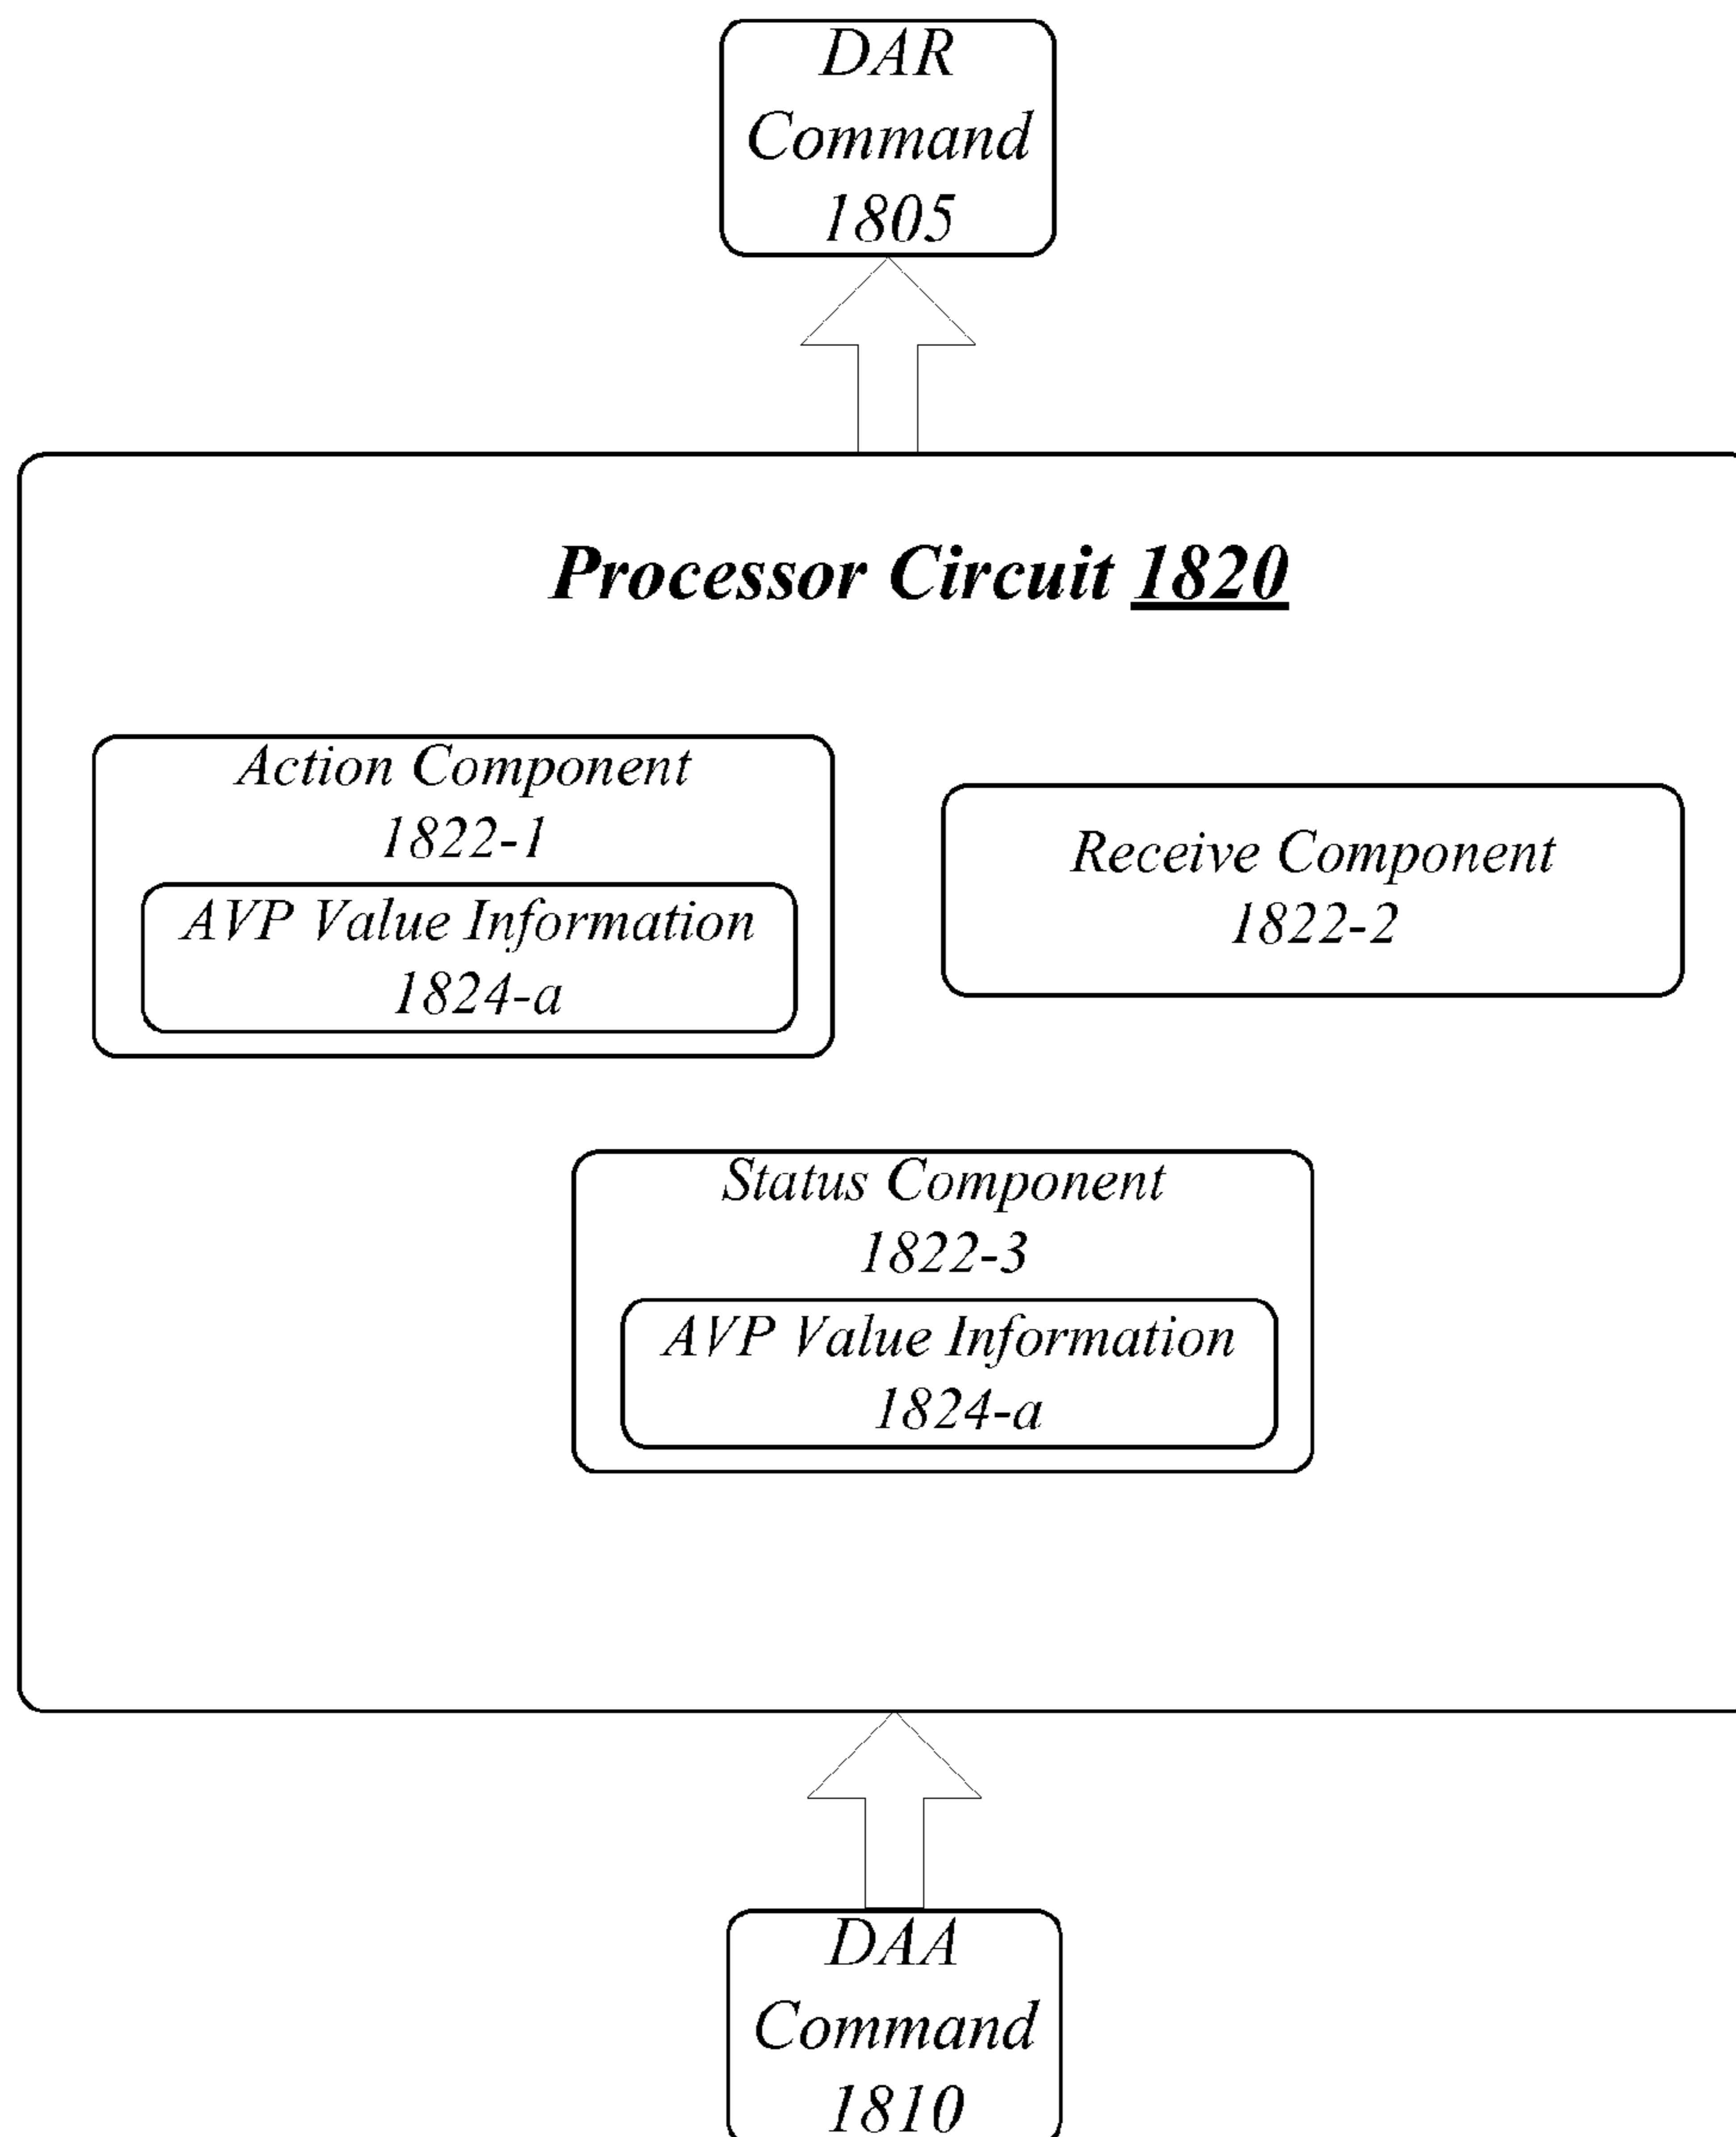 DAR
Command
1805
Processor Circuit 1820
Action Component
1822-1
AVP Value Information
1824-a
Receive Component
1822-2
Status Component
1822-3
AVP Value Information
1824-a
DAA
Command
1810